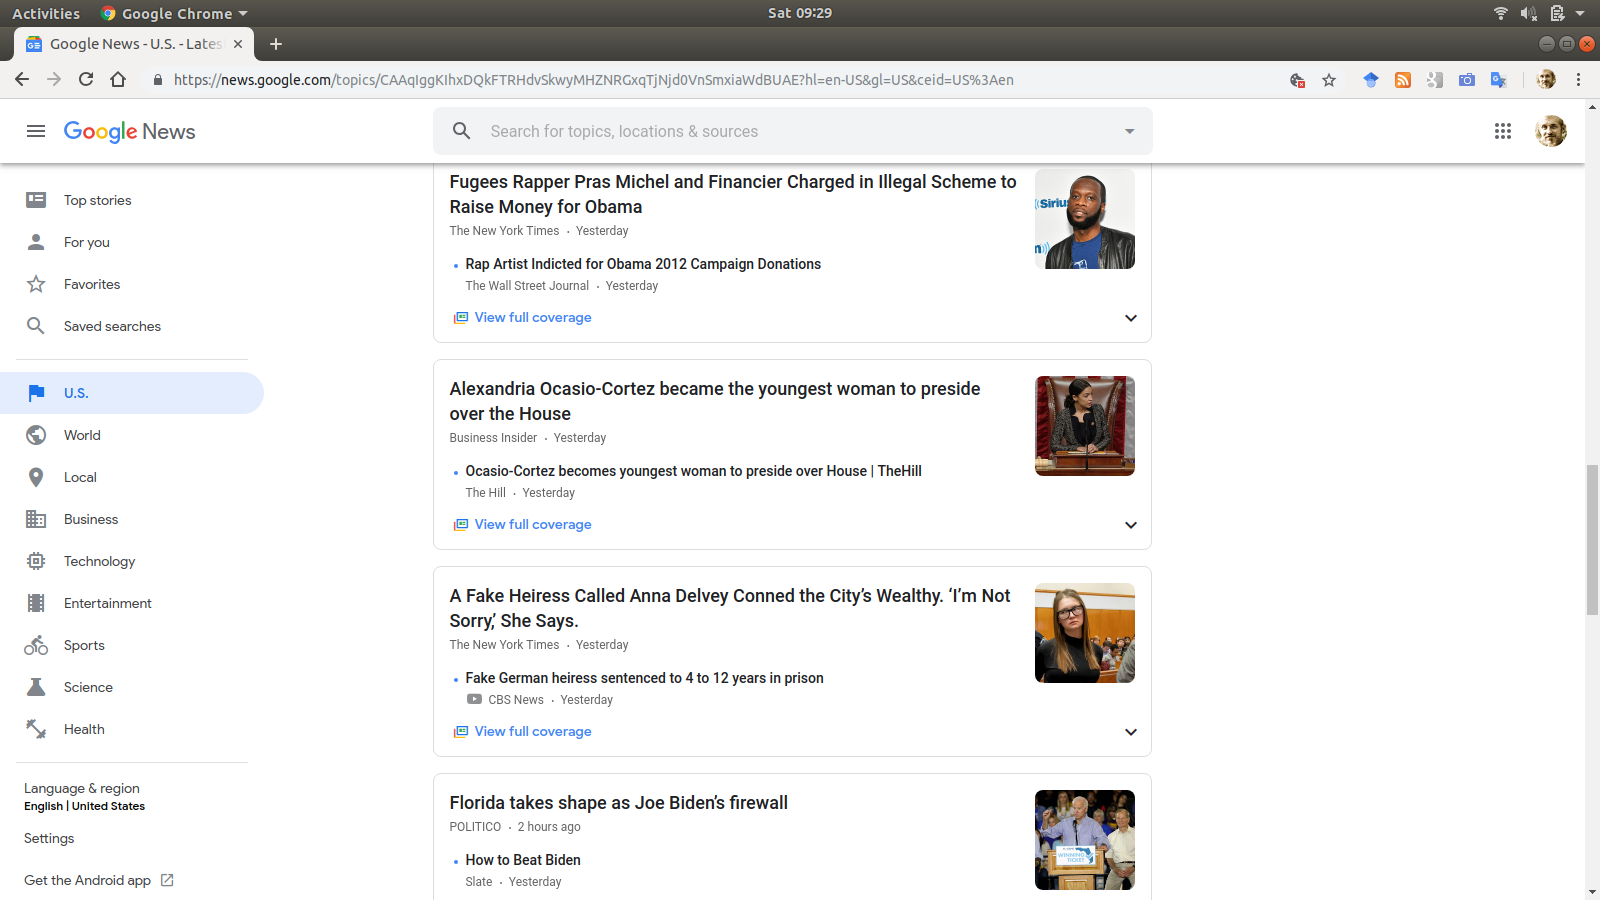 Activities
Google Chrome
Sat 09:29
Google News - U.S. - Lates
https://news.google.com/topics/CAAqIggKIhxDQkFTRHdvSkwyMHZNRGxqTjNjd0VnSmxiaWdBUAE?hl=en-US&gl=US&ceid=US%3Aen
Google News
Search for topics, locations & sources
Top stories
For you
Favorites
Saved searches
U.S.
World
Local
Business
Technology
Entertainment
Sports
Science
Health
Language & region
English | United States
Settings
Get the Android app
Fugees Rapper Pras Michel and Financier Charged in Illegal Scheme to
Raise Money for Obama
The New York Times · Yesterday
Rap Artist Indicted for Obama 2012 Campaign Donations
The Wall Street Journal · Yesterday
View full coverage
Alexandria Ocasio-Cortez became the youngest woman to preside
over the House
Business Insider · Yesterday
Ocasio-Cortez becomes youngest woman to preside over House | TheHill
The Hill · Yesterday
View full coverage
A Fake Heiress Called Anna Delvey Conned the City’s Wealthy. ‘I’m Not
Sorry,’ She Says.
The New York Times · Yesterday
Fake German heiress sentenced to 4 to 12 years in prison
CBS News · Yesterday
View full coverage
Florida takes shape as Joe Biden’s firewall
POLITICO · 2 hours ago
How to Beat Biden
Slate · Yesterday
Sirius
WINNING
TICKET